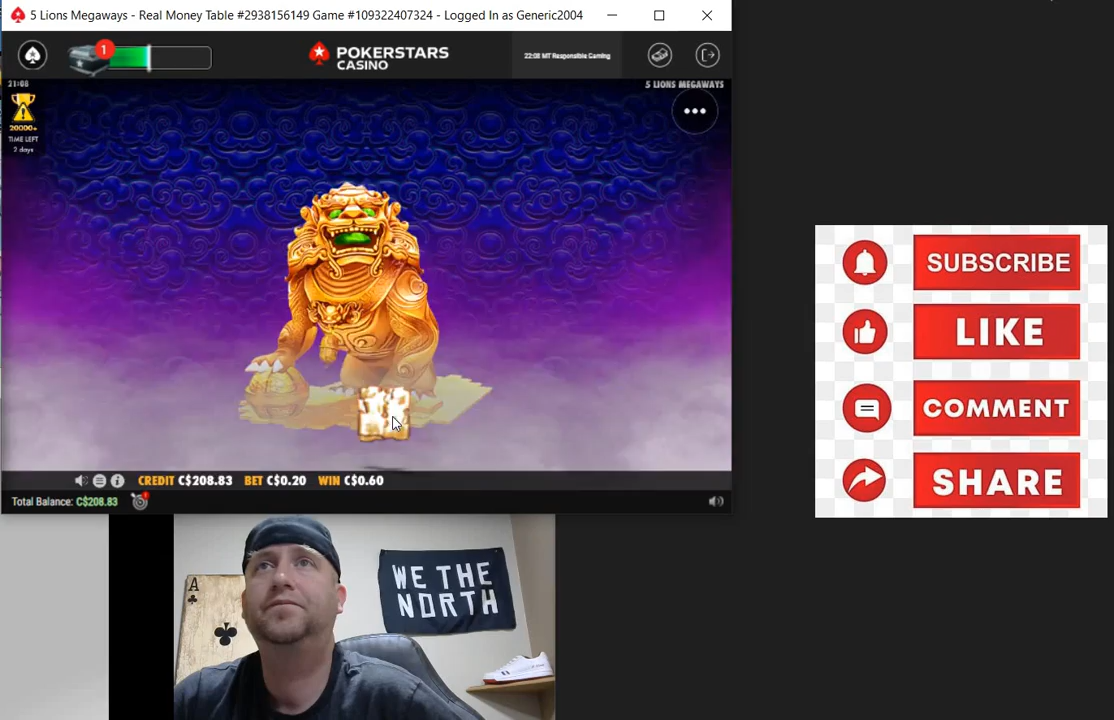 5 Lions Megaways - Real Money Table #2938156149 Game #109322407324 - Logged In as Generic2004
1
POKERSTARS
CASINO
22:08 MT Responsible Gaming
21:08
5 LIONS MEGAWAYS
20000+
TIME LEFT
2 days
CREDIT C$208.83 BET C$0.20 WIN C$0.60
Total Balance: C$208.83
SUBSCRIBE
LIKE
COMMENT
SHARE
A
WE THE
NORTH